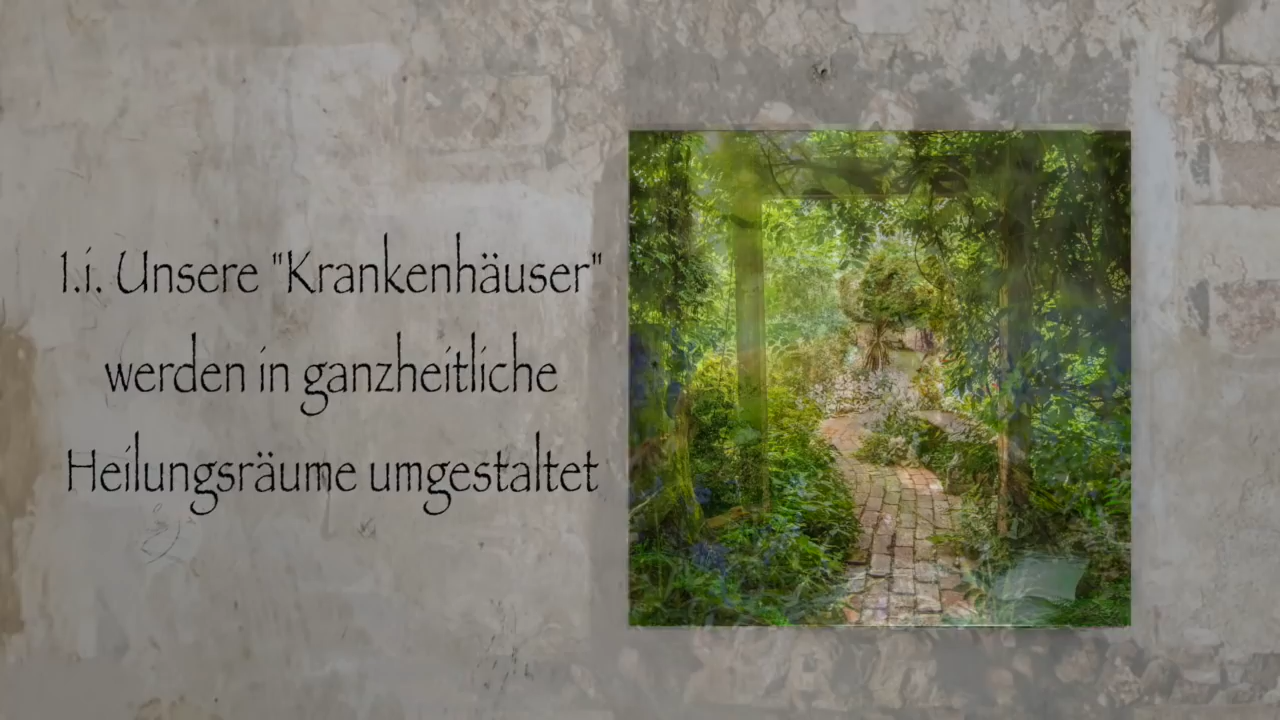 1.i. Unsere "Krankenhäuser"
werden in ganzheitliche
Heilungsräume umgestaltet